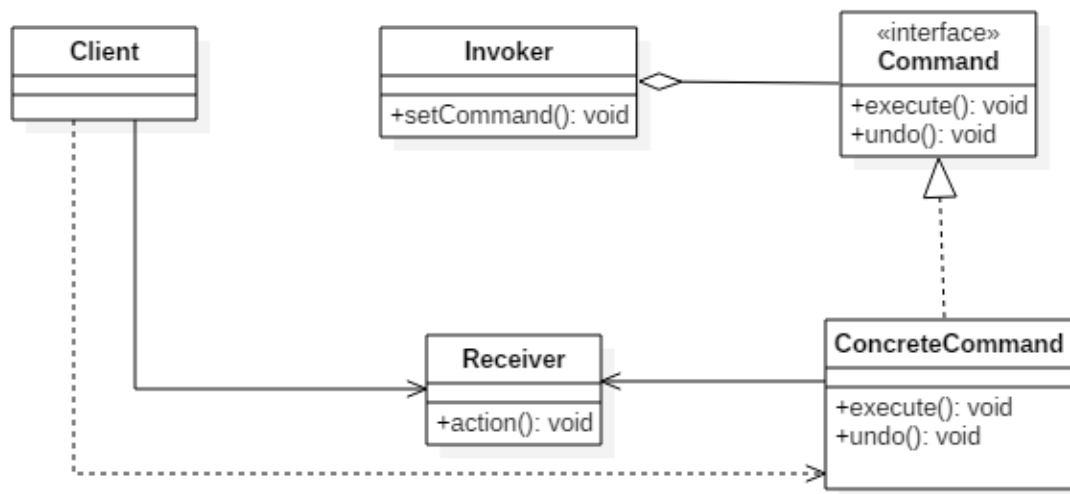 Client
Invoker
+setCommand(): void
«interface»
Command
+execute(): void
+undo(): void
Receiver
+action(): void
ConcreteCommand
+execute(): void
+undo(): void